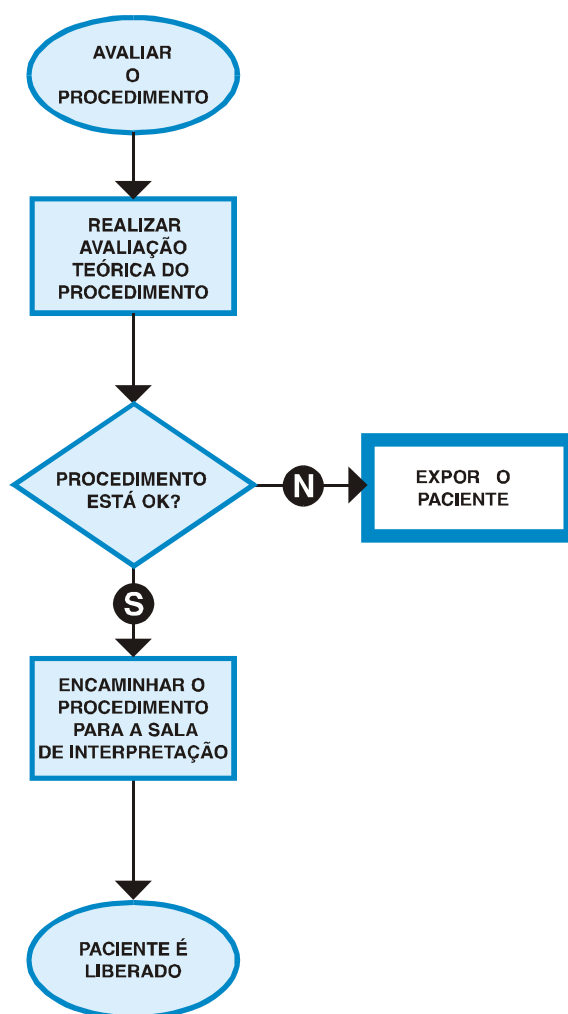 AVALIAR
O
PROCEDIMENTO
REALIZAR
AVALIAÇÃO
TEÓRICA DO
PROCEDIMENTO
PROCEDIMENTO
ESTÁ OK?
N
EXPOR O
PACIENTE
S
ENCAMINHAR O
PROCEDIMENTO
PARA A SALA
DE INTERPRETAÇÃO
PACIENTE É
LIBERADO